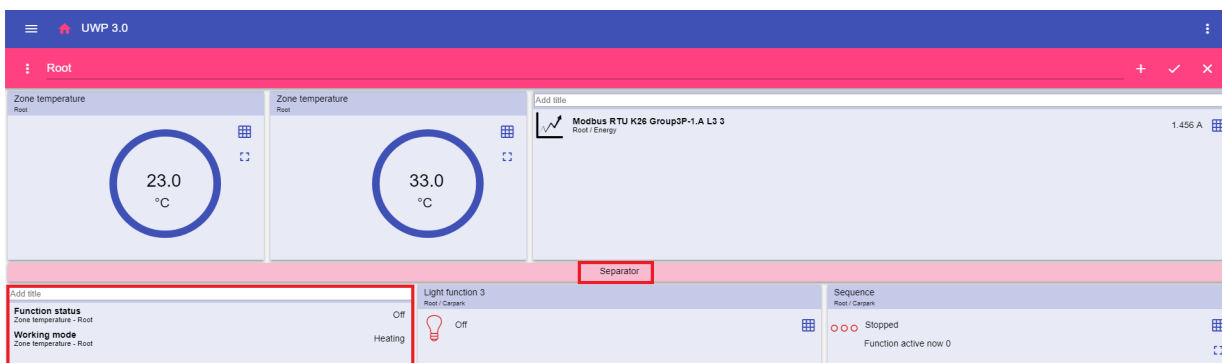 UWP 3.0
Root
Zone temperature
Root
23.0
°C
Zone temperature
Root
33.0
°C
Add title
Modbus RTU K26 Group3P-1.A L3 3
Root / Energy
1.456 A
Separator
Add title
Function status
Zone temperature - Root
Off
Working mode
Zone temperature - Root
Heating
Light function 3
Root / Carpark
Off
Sequence
Root / Carpark
Stopped
Function active now 0